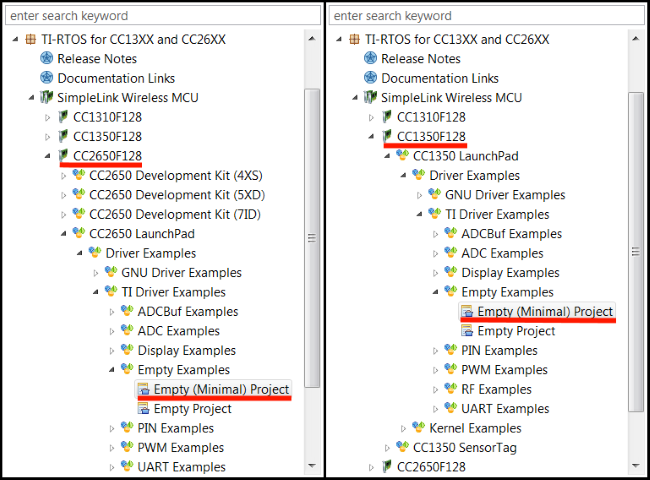 enter search keyword
TI-RTOS for CC13XX and CC26XX
Release Notes
Documentation Links
SimpleLink Wireless MCU
CC1310F128
CC1350F128
CC2650F128
CC2650 Development Kit (4XS)
CC2650 Development Kit (5XD)
CC2650 Development Kit (7ID)
CC2650 LaunchPad
Driver Examples
GNU Driver Examples
TI Driver Examples
ADCBuf Examples
ADC Examples
Display Examples
Empty Examples
Empty (Minimal) Project
Empty Project
PIN Examples
PWM Examples
UART Examples
enter search keyword
TI-RTOS for CC13XX and CC26XX
Release Notes
Documentation Links
SimpleLink Wireless MCU
CC1310F128
CC1350F128
CC1350 LaunchPad
Driver Examples
GNU Driver Examples
TI Driver Examples
ADCBuf Examples
ADC Examples
Display Examples
Empty Examples
Empty (Minimal) Project
Empty Project
PIN Examples
PWM Examples
RF Examples
UART Examples
Kernel Examples
CC1350 SensorTag
CC2650F128